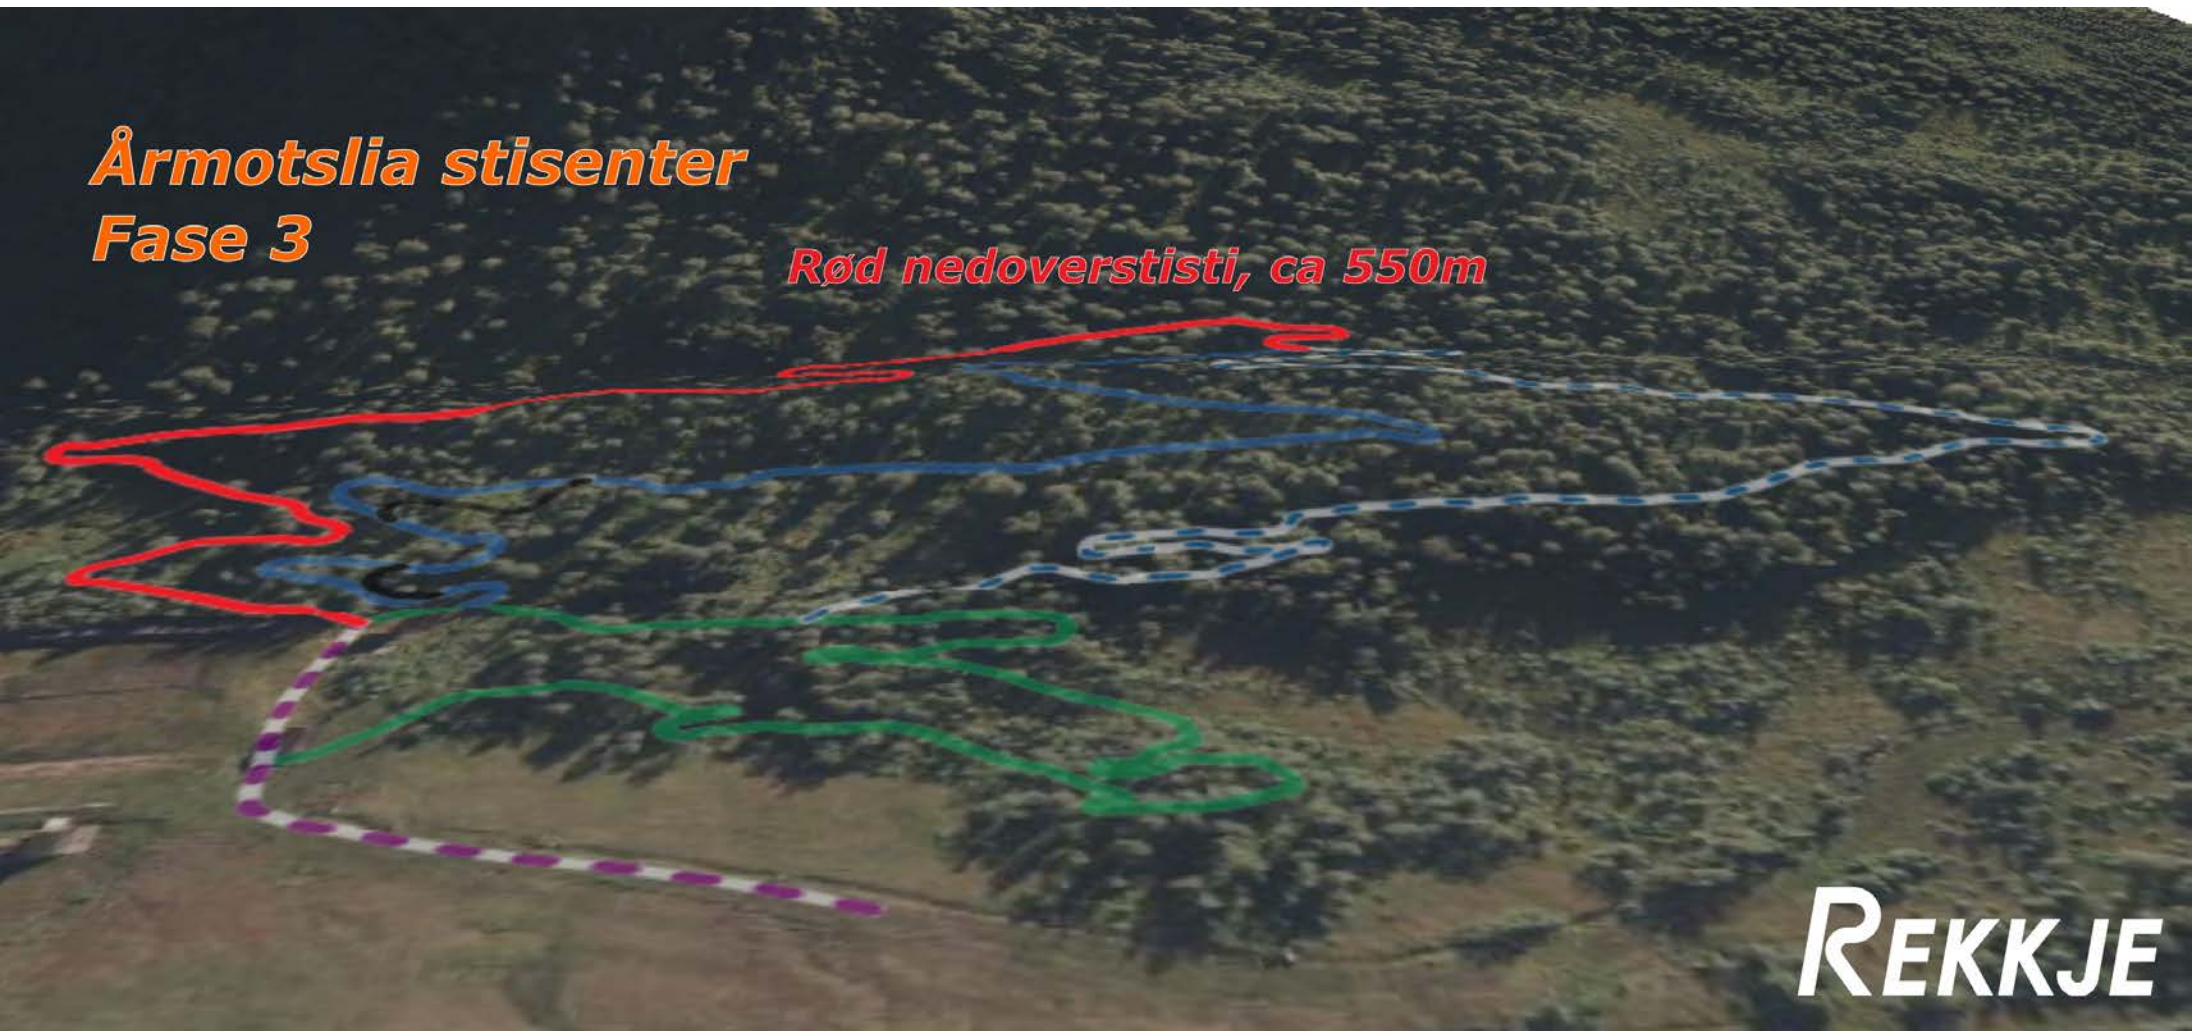 Årmotslia stisenter
Fase 3
Rød nedoverstisti, ca 550m
REKKJE